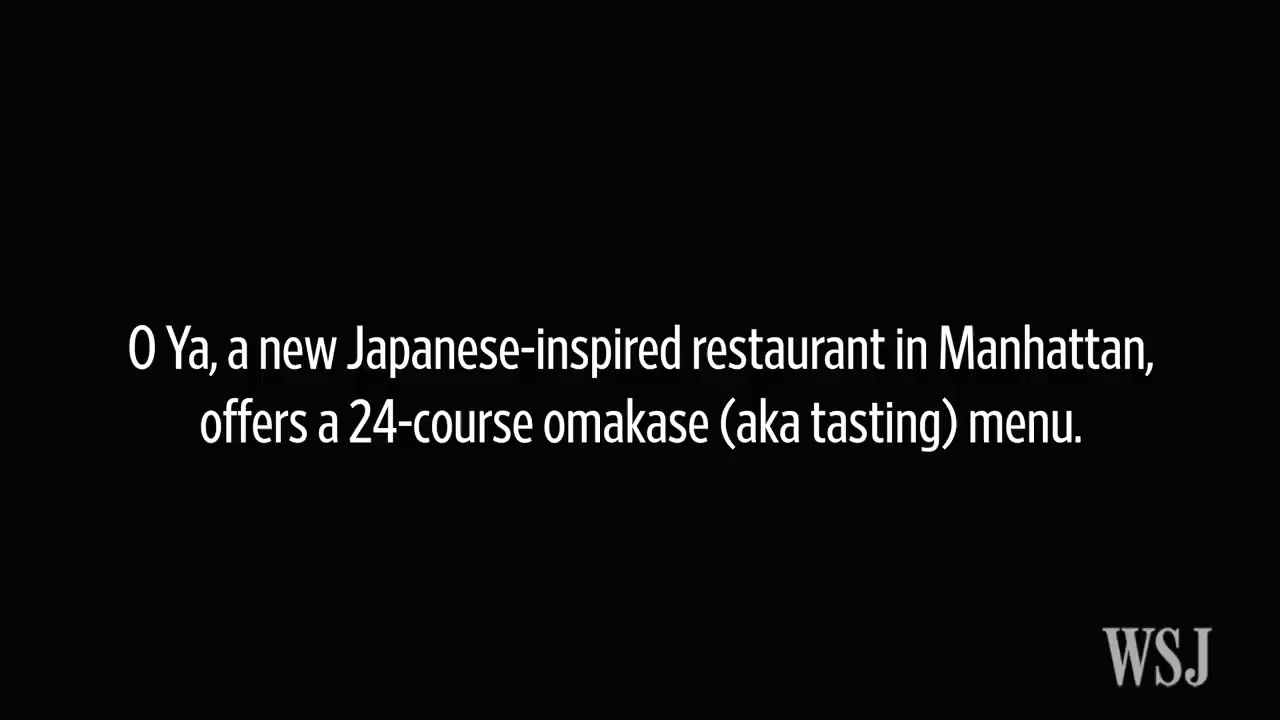 O Ya, a new Japanese-inspired restaurant in Manhattan,
offers a 24-course omakase (aka tasting) menu.
WSJ